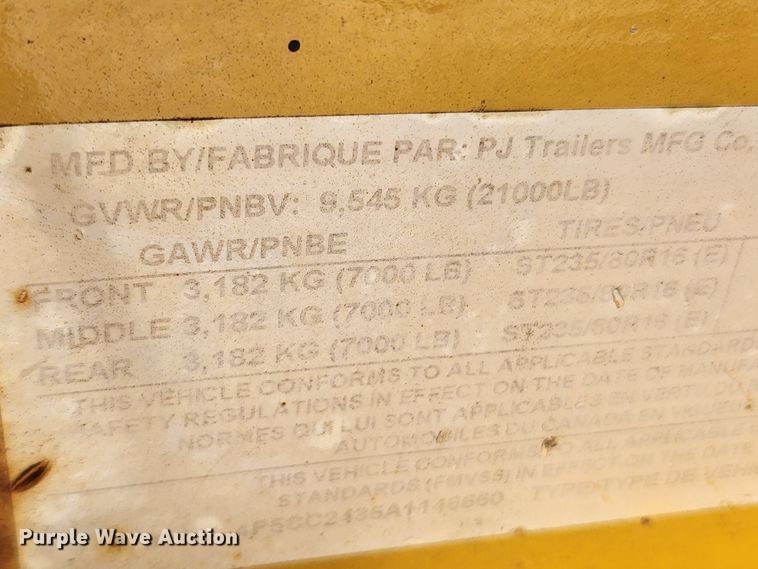 MFD BY/FABRIQUE PAR: PJ Trailers MFG Co,
GVWR/PNBV: 9,545 KG (21000LB)
GAWR/PNBE TIRES/PNEU
FRONT 3,182 KG (7000 LB) ST235/80R16 (E)
MIDDLE 3,182 KG (7000 LB) ST235/80R16 (E)
REAR 3,182 KG (7000 LB) ST235/80R16 (E)
THIS VEHICLE CONFORMS TO ALL APPLICABLE STANDARDS
SAFETY REGULATIONS IN EFFECT ON THE DATE OF MANUFA
NORMES QUI LUI SONT APPLICABLES EN VERTU DU R
AUTOMOBILES DU CANADA EN
THIS VEHICLE CONFORMS TO ALL APPLICABLE
STANDARDS (FMVSS) IN EFFECT ON THE DATE
4P5CC2435A1146660 TYPE/TYPE DE VEHI
Purple Wave Auction